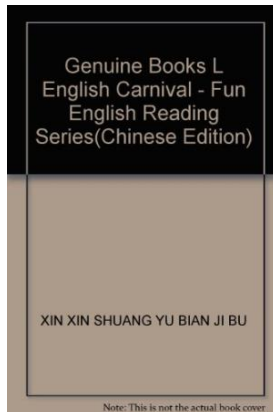 Genuine Books L
English Carnival - Fun
English Reading
Series(Chinese Edition)
XIN XIN SHUANG YU BIAN JI BU
Note: This is not the actual book cover